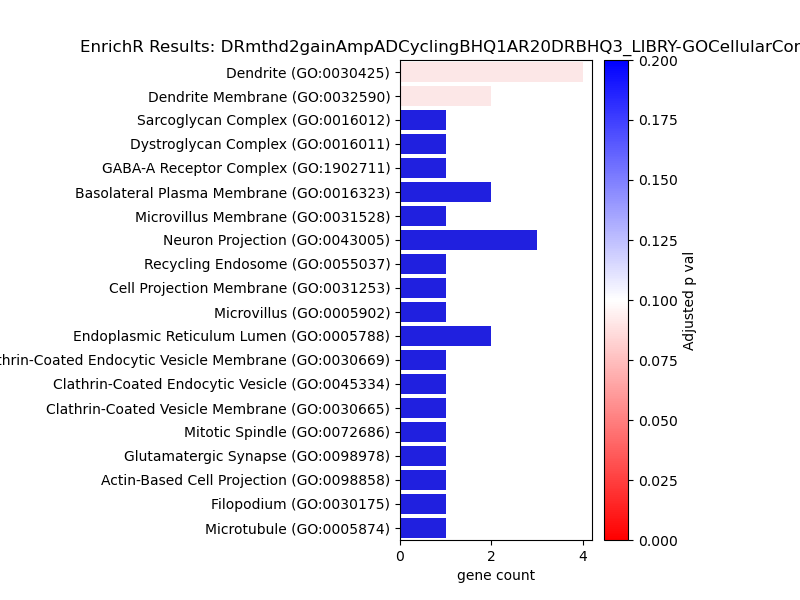 EnrichR Results: DRmthd2gainAmpADCyclingBHQ1AR20DRBHQ3_LIBRY-GOCellularCor
Dendrite (GO:0030425)
Dendrite Membrane (GO:0032590)
Sarcoglycan Complex (GO:0016012)
Dystroglycan Complex (GO:0016011)
GABA-A Receptor Complex (GO:1902711)
Basolateral Plasma Membrane (GO:0016323)
Microvillus Membrane (GO:0031528)
Neuron Projection (GO:0043005)
Recycling Endosome (GO:0055037)
Cell Projection Membrane (GO:0031253)
Microvillus (GO:0005902)
Endoplasmic Reticulum Lumen (GO:0005788)
thrin-Coated Endocytic Vesicle Membrane (GO:0030669)
Clathrin-Coated Endocytic Vesicle (GO:0045334)
Clathrin-Coated Vesicle Membrane (GO:0030665)
Mitotic Spindle (GO:0072686)
Glutamatergic Synapse (GO:0098978)
Actin-Based Cell Projection (GO:0098858)
Filopodium (GO:0030175)
Microtubule (GO:0005874)
0 2 4
gene count
0.200
0.175
0.150
0.125
0.100
0.075
0.050
0.025
0.000
Adjusted p val